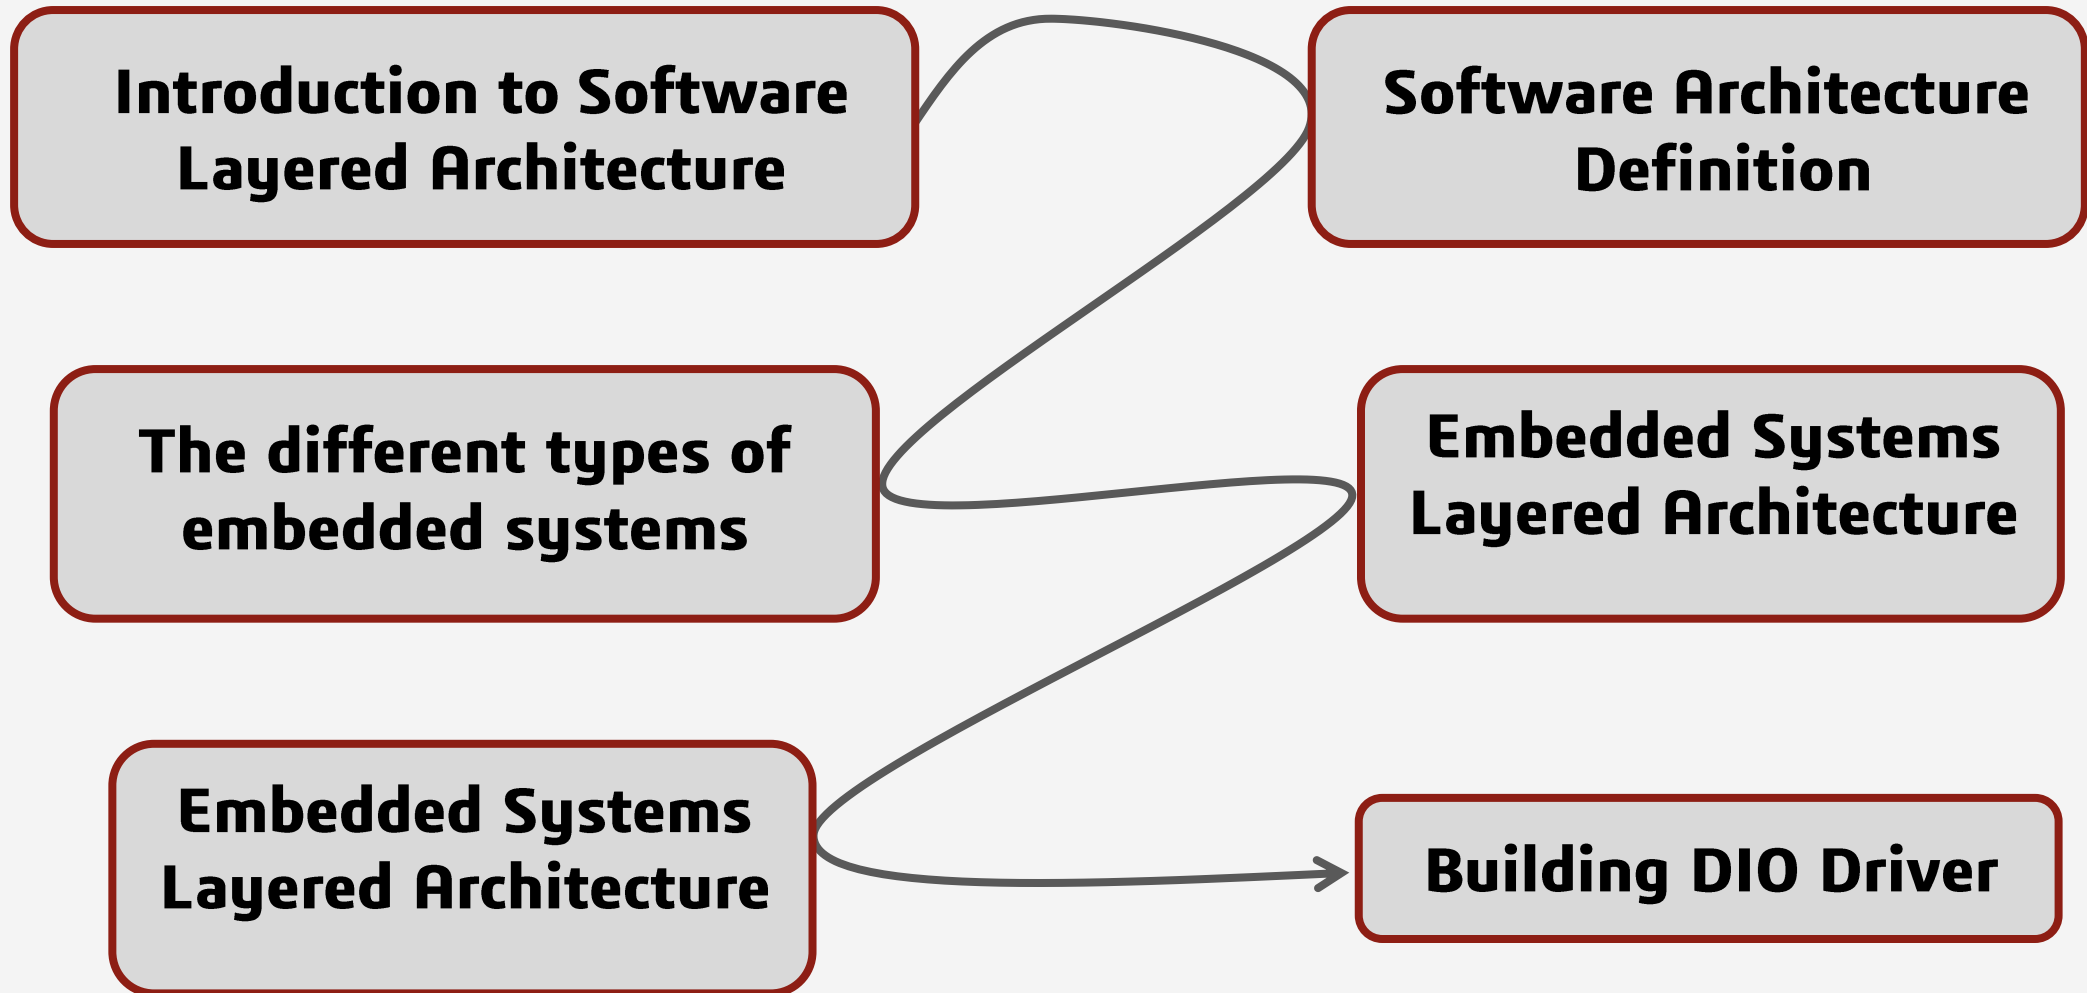 Introduction to Software
Layered Architecture
Software Architecture
Definition
The different types of
embedded systems
Embedded Systems
Layered Architecture
Embedded Systems
Layered Architecture
Building DIO Driver